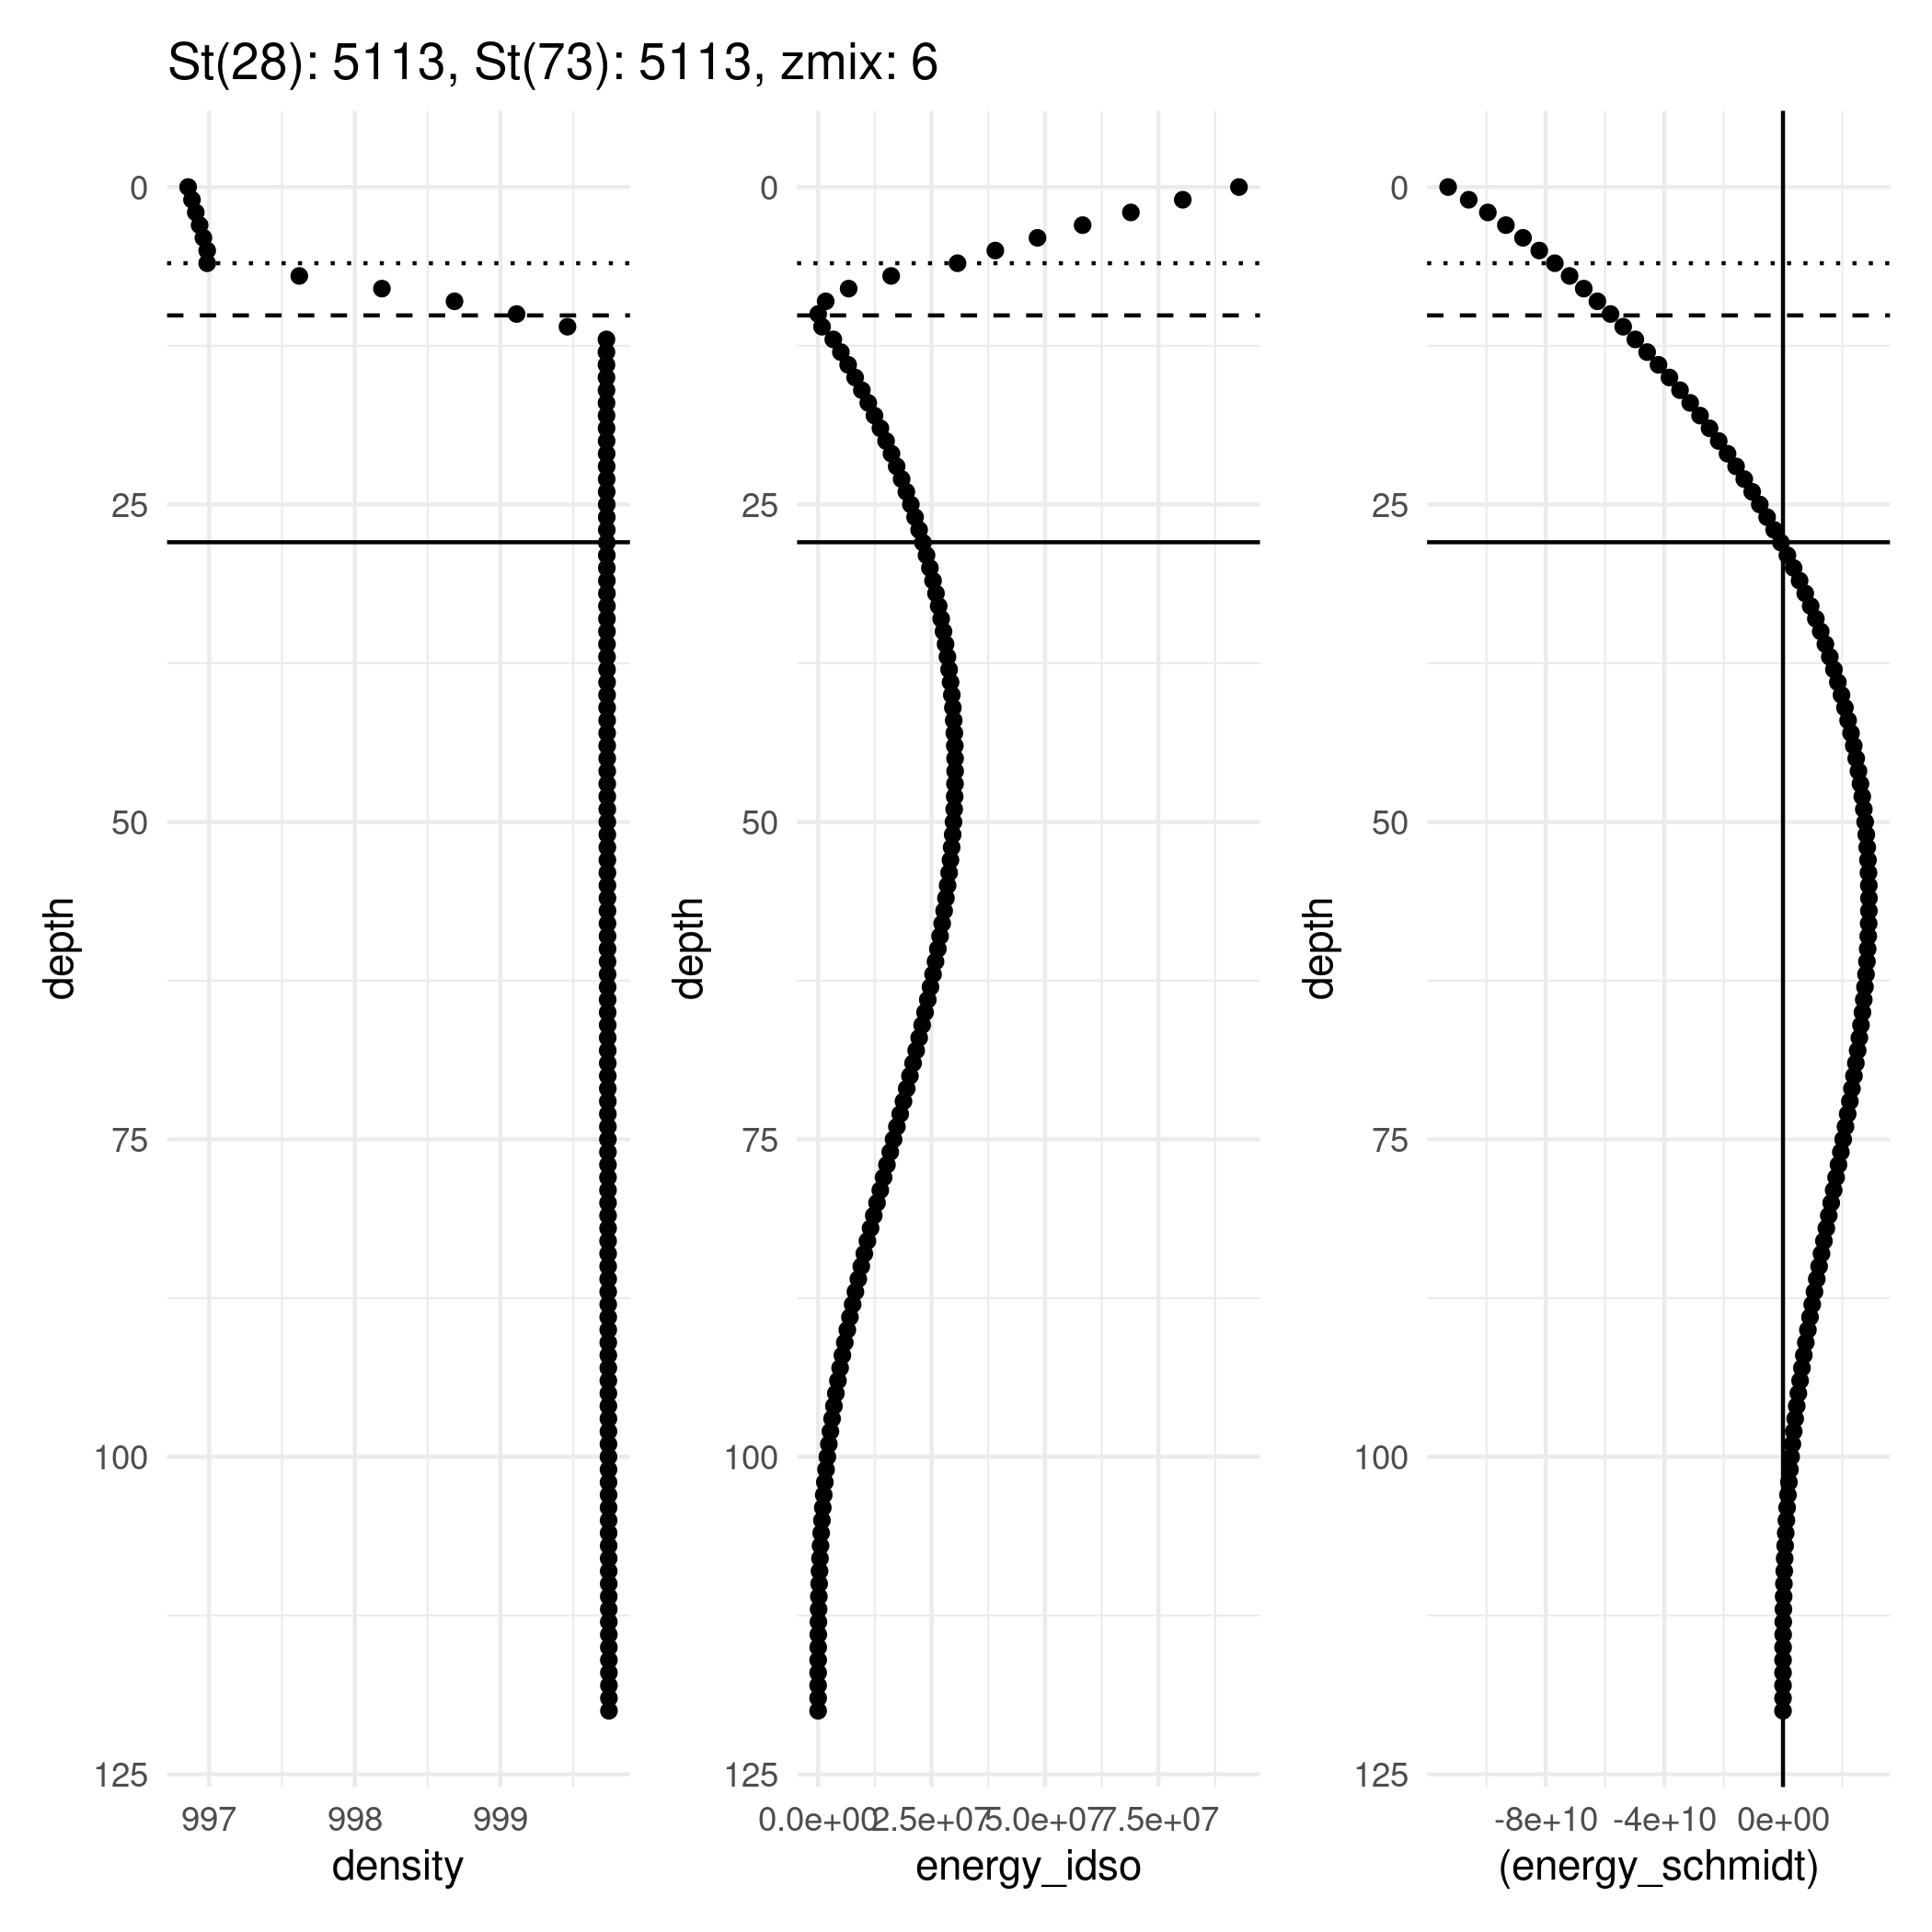 St(28): 5113, St(73): 5113, zmix: 6
depth
0
25
50
75
100
125
997 998 999
density
depth
0
25
50
75
100
125
0.0e+00 2.5e+07 5.0e+07 7.5e+07
energy_idso
depth
0
25
50
75
100
125
-8e+10 -4e+10 0e+00
(energy_schmidt)